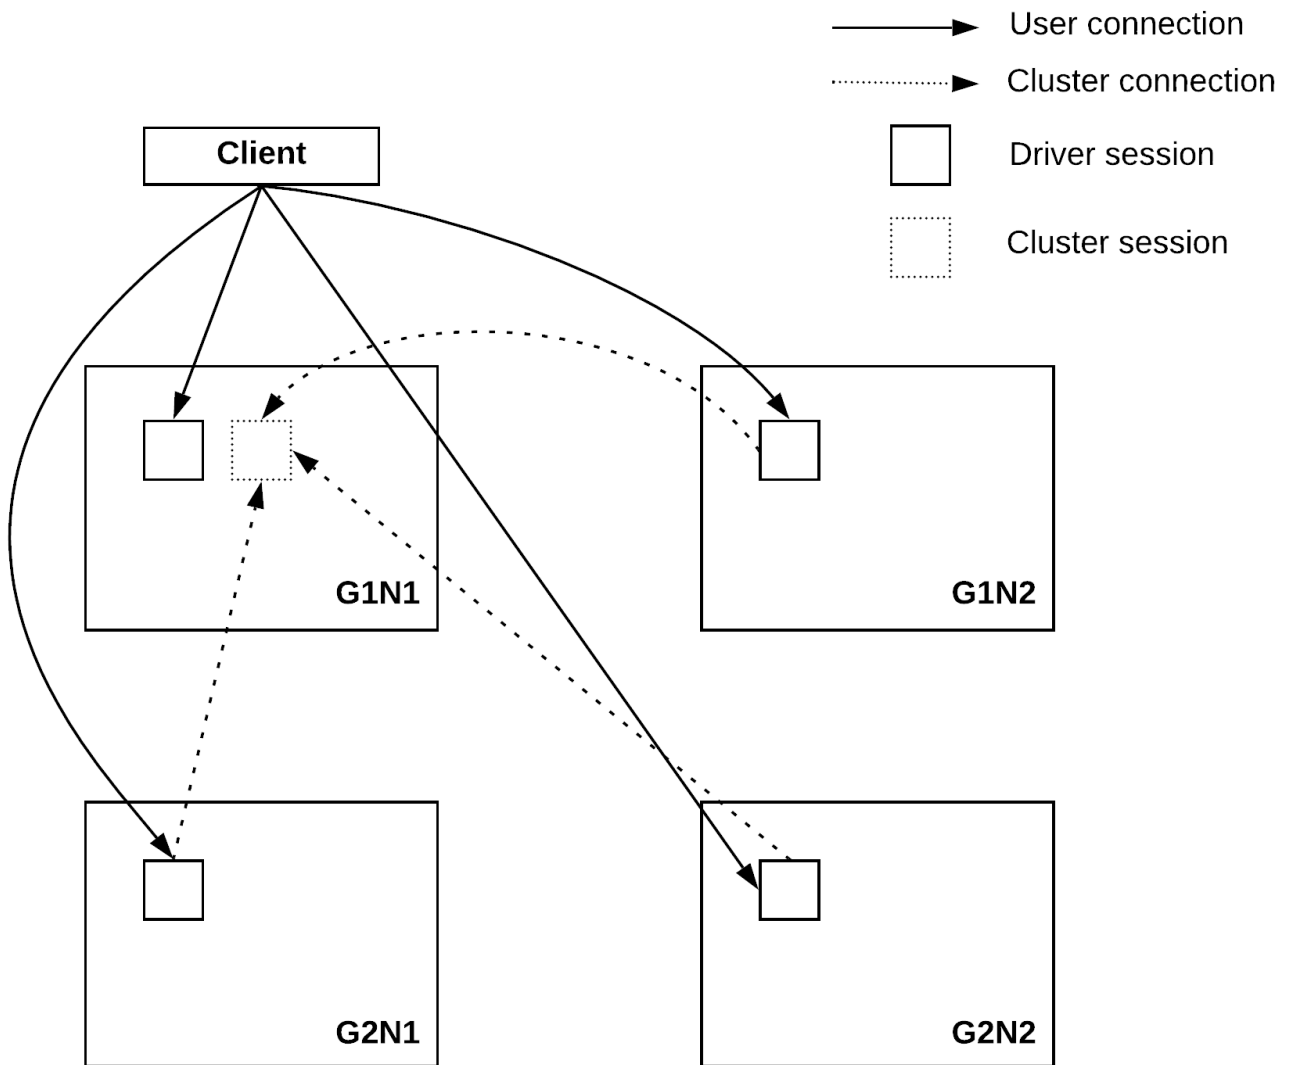 User connection
Cluster connection
Client
Driver session
Cluster session
G1N1
G1N2
G2N1
G2N2